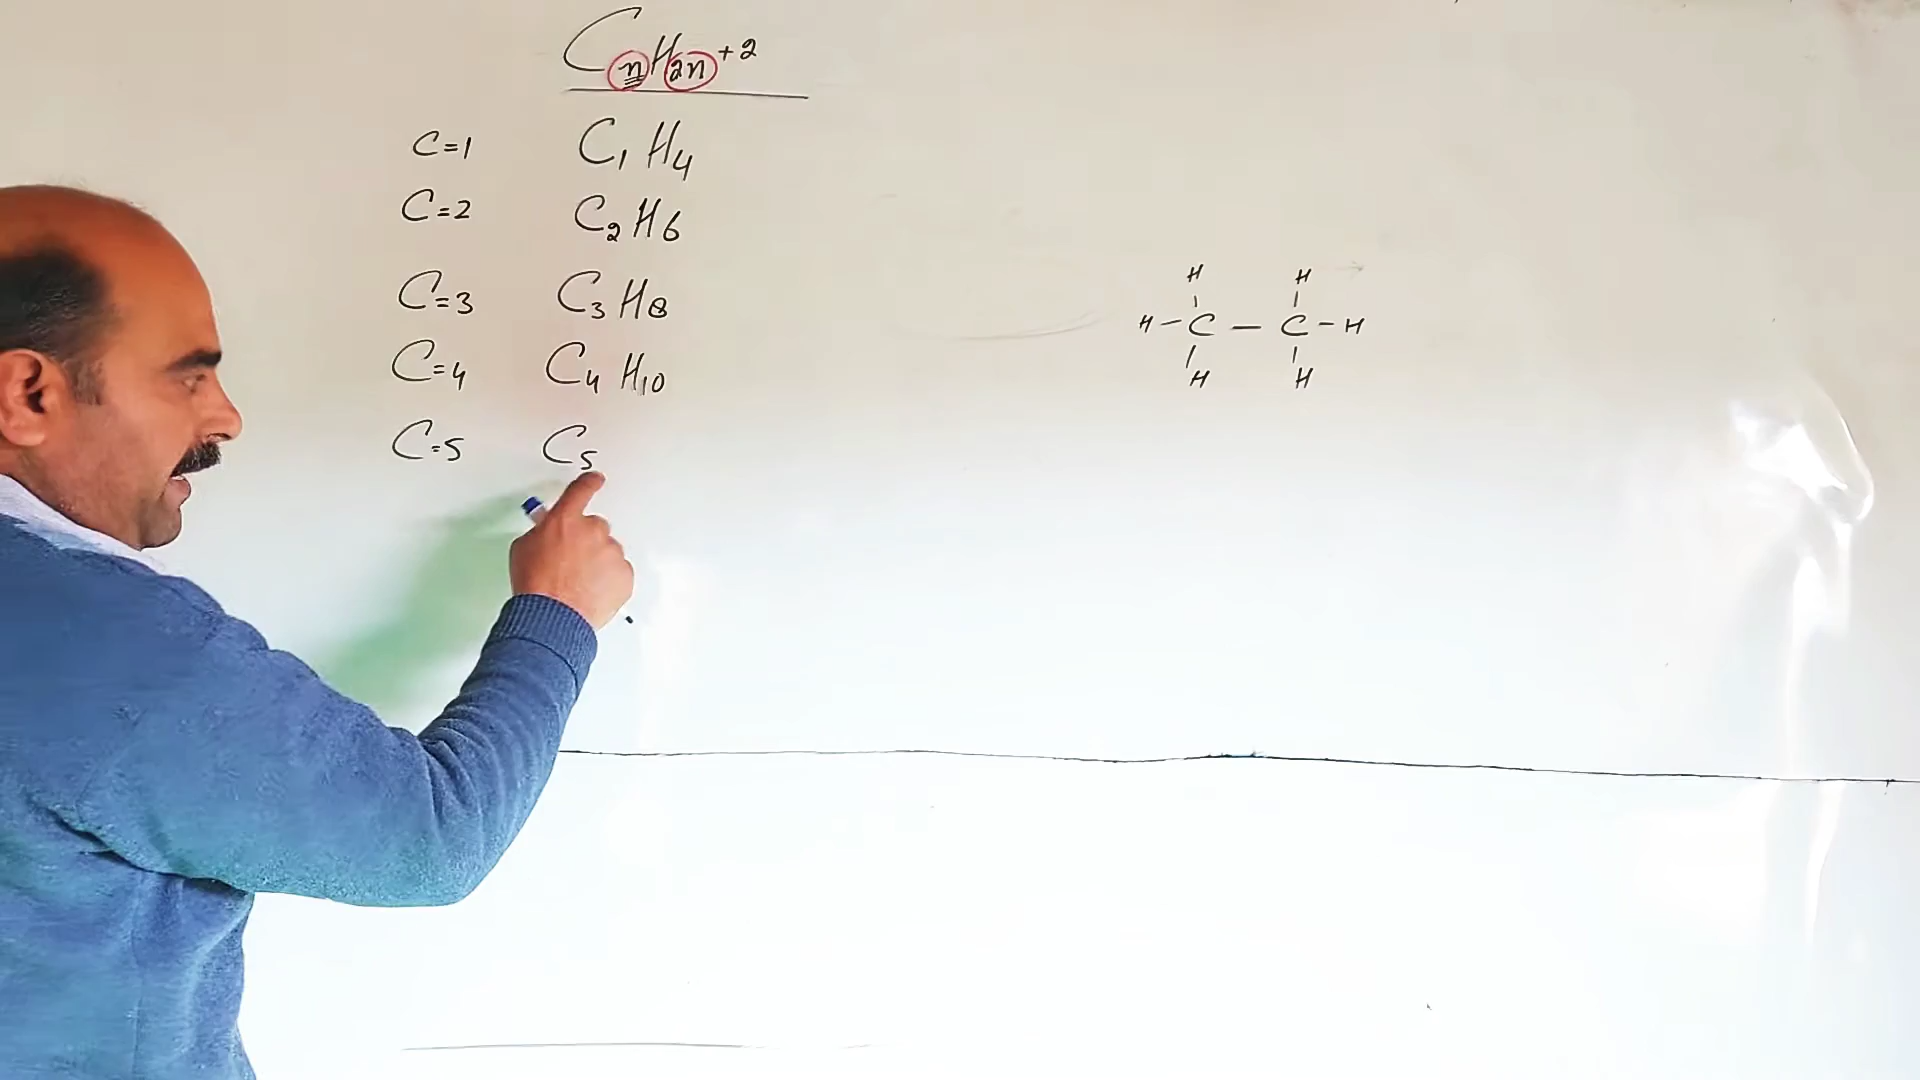 CnH2n+2
C=1 C1H4
C=2 C2H6
C=3 C3H8
C=4 C4H10
C=5 C5
H H
H-C-C-H
H H